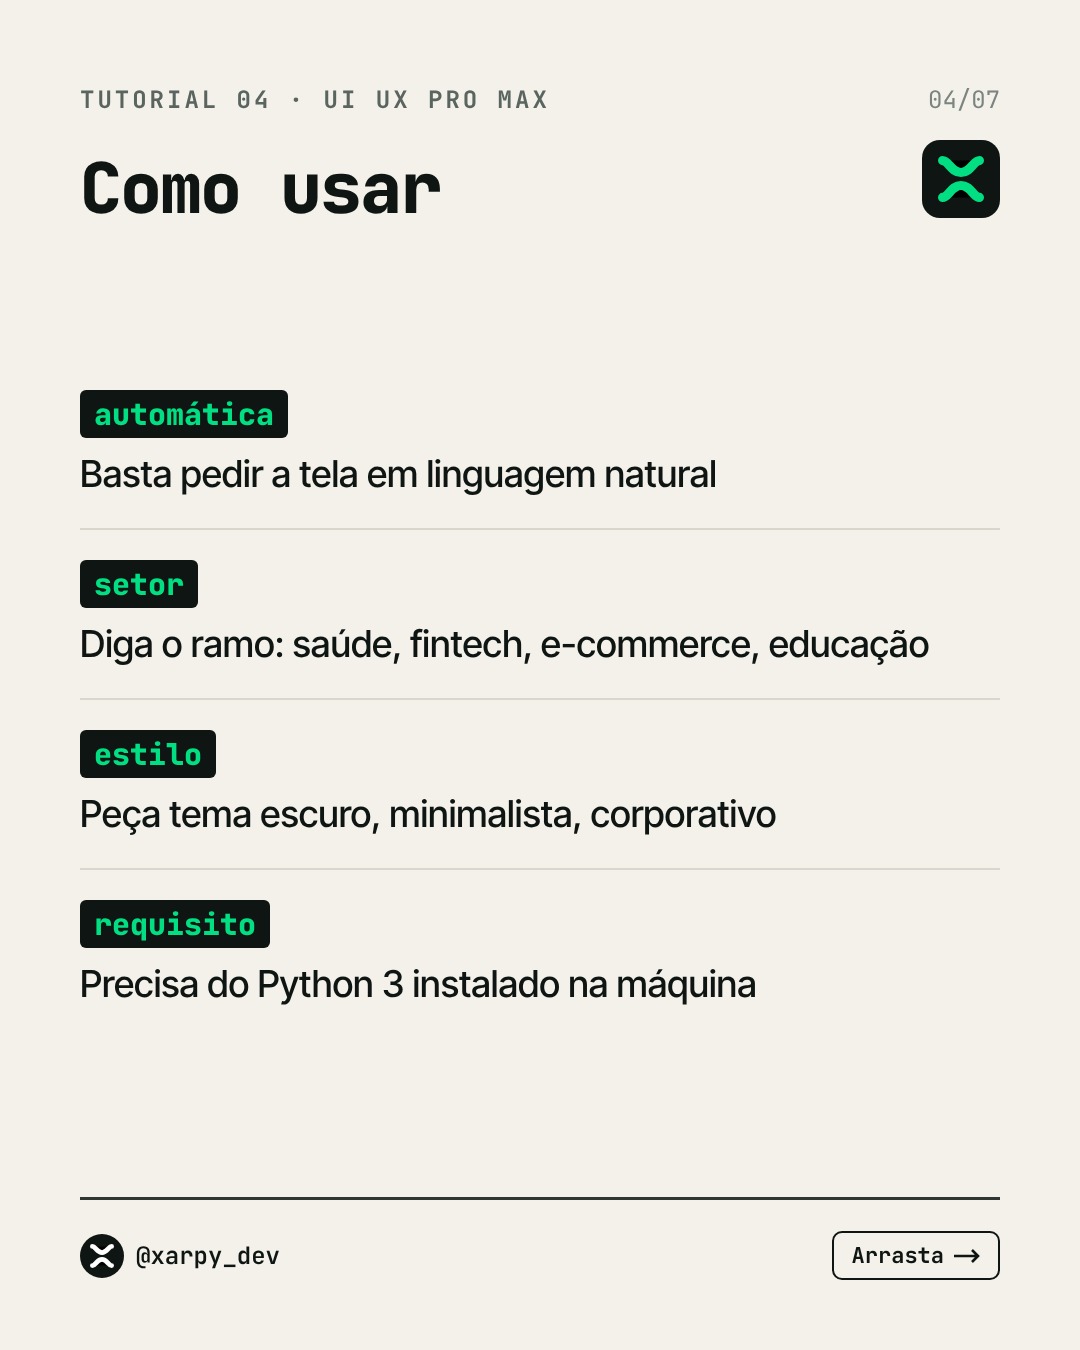 TUTORIAL 04 · UI UX PRO MAX
04/07
Como usar
automática
Basta pedir a tela em linguagem natural
setor
Diga o ramo: saúde, fintech, e-commerce, educação
estilo
Peça tema escuro, minimalista, corporativo
requisito
Precisa do Python 3 instalado na máquina
@xarpy_dev
Arrasta →